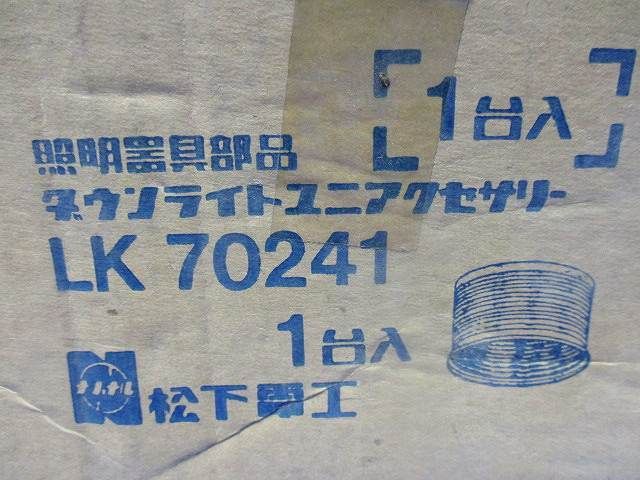 1台入
照明器具部品
ダウンライトユニアクセサリー
LK 70241
1台入
ナショナル
松下電工